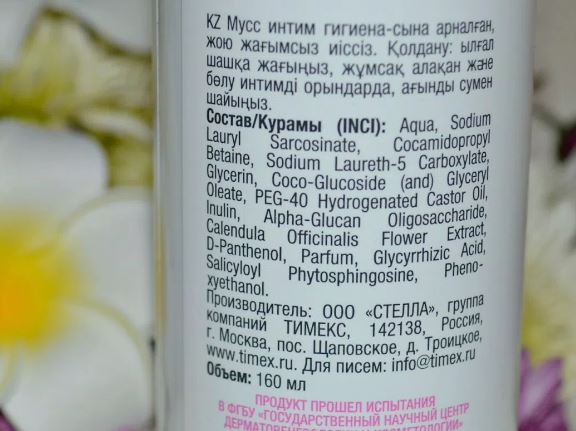 KZ Мусс интим гигиена-сына арналған,
жою жағымсыз иіссіз. Қолдану: ылғал
шашқа жағыңыз, жұмсақ алақан және
бөлу интимді орындарда, ағынды сумен
шайыңыз.
Состав/Курамы (INCI): Aqua, Sodium
Lauryl Sarcosinate, Cocamidopropyl
Betaine, Sodium Laureth-5 Carboxylate,
Glycerin, Coco-Glucoside (and) Glyceryl
Oleate, PEG-40 Hydrogenated Castor Oil,
Inulin, Alpha-Glucan Oligosaccharide,
Calendula Officinalis Flower Extract,
D-Panthenol, Parfum, Glycyrrhizic Acid,
Salicyloyl Phytosphingosine, Pheno-
xyethanol.
Производитель: ООО «СТЕЛЛА», группа
компаний ТИМЕКС, 142138, Россия,
г. Москва, пос. Щаповское, д. Троицкое,
www.timex.ru. Для писем: info@timex.ru
Объем: 160 мл
ПРОДУКТ ПРОШЕЛ ИСПЫТАНИЯ
В ФГБУ «ГОСУДАРСТВЕННЫЙ НАУЧНЫЙ ЦЕНТР
ДЕРМАТОВЕНЕРОЛОГИИ И КОСМЕТОЛОГИИ»